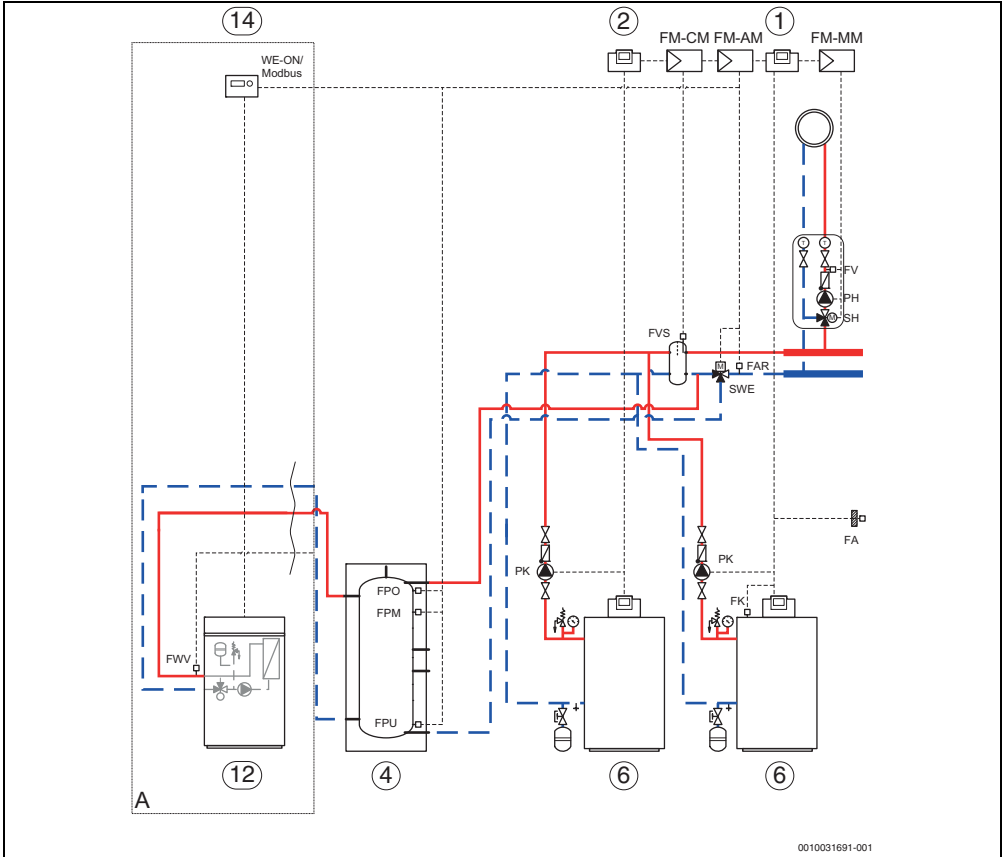 14
2
1
FM-CM
FM-AM
FM-MM
WE-ON/
Modbus
T
T
FV
PH
M
SH
FVS
M
FAR
SWE
FA
PK
PK
FPO
FPM
FK
FWV
FPU
12
4
6
6
A
0010031691-001